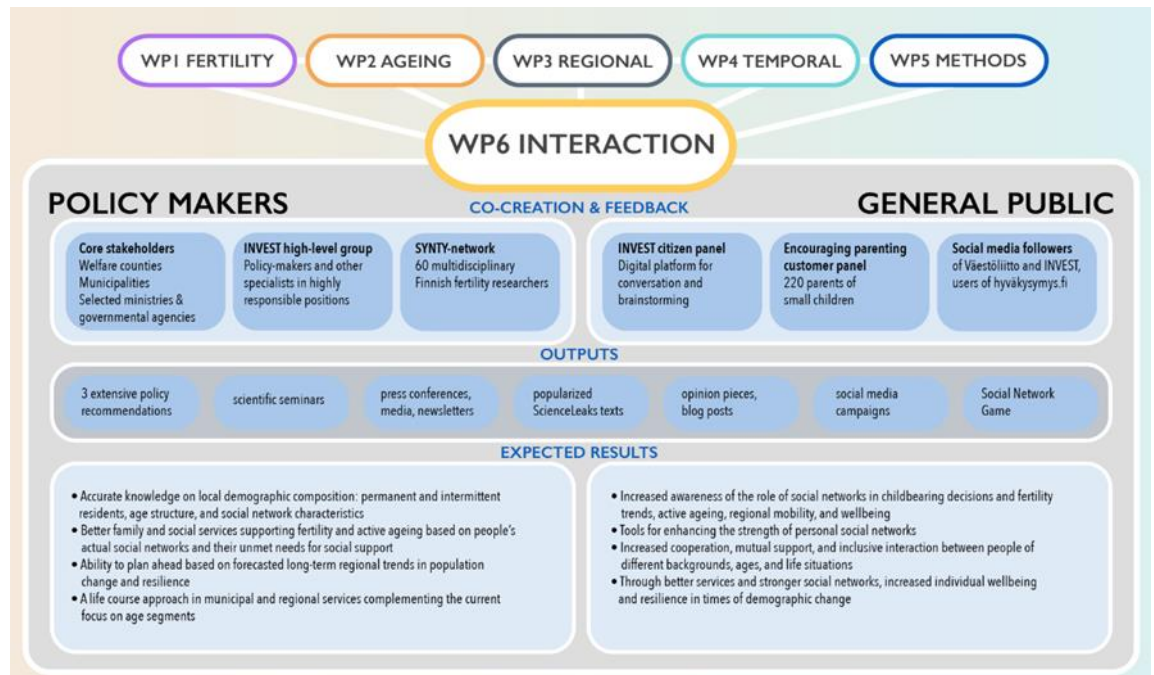 WP1 FERTILITY
WP2 AGEING
WP3 REGIONAL
WP4 TEMPORAL
WP5 METHODS
WP6 INTERACTION
POLICY MAKERS
CO-CREATION & FEEDBACK
GENERAL PUBLIC
Core stakeholders
Welfare counties
Municipalities
Selected ministries &
governmental agencies
INVEST high-level group
Policy-makers and other
specialists in highly
responsible positions
SYNTY-network
60 multidisciplinary
Finnish fertility researchers
INVEST citizen panel
Digital platform for
conversation and
brainstorming
Encouraging parenting
customer panel
220 parents of
small children
Social media followers
of Väestöliitto and INVEST,
users of hyväkysymys.fi
OUTPUTS
3 extensive policy
recommendations
scientific seminars
press conferences,
media, newsletters
popularized
ScienceLeaks texts
opinion pieces,
blog posts
social media
campaigns
Social Network
Game
EXPECTED RESULTS
• Accurate knowledge on local demographic composition: permanent and intermittent
residents, age structure, and social network characteristics
• Better family and social services supporting fertility and active ageing based on people's
actual social networks and their unmet needs for social support
• Ability to plan ahead based on forecasted long-term regional trends in population
change and resilience
• A life course approach in municipal and regional services complementing the current
focus on age segments
• Increased awareness of the role of social networks in childbearing decisions and fertility
trends, active ageing, regional mobility, and wellbeing
• Tools for enhancing the strength of personal social networks
• Increased cooperation, mutual support, and inclusive interaction between people of
different backgrounds, ages, and life situations
• Through better services and stronger social networks, increased individual wellbeing
and resilience in times of demographic change